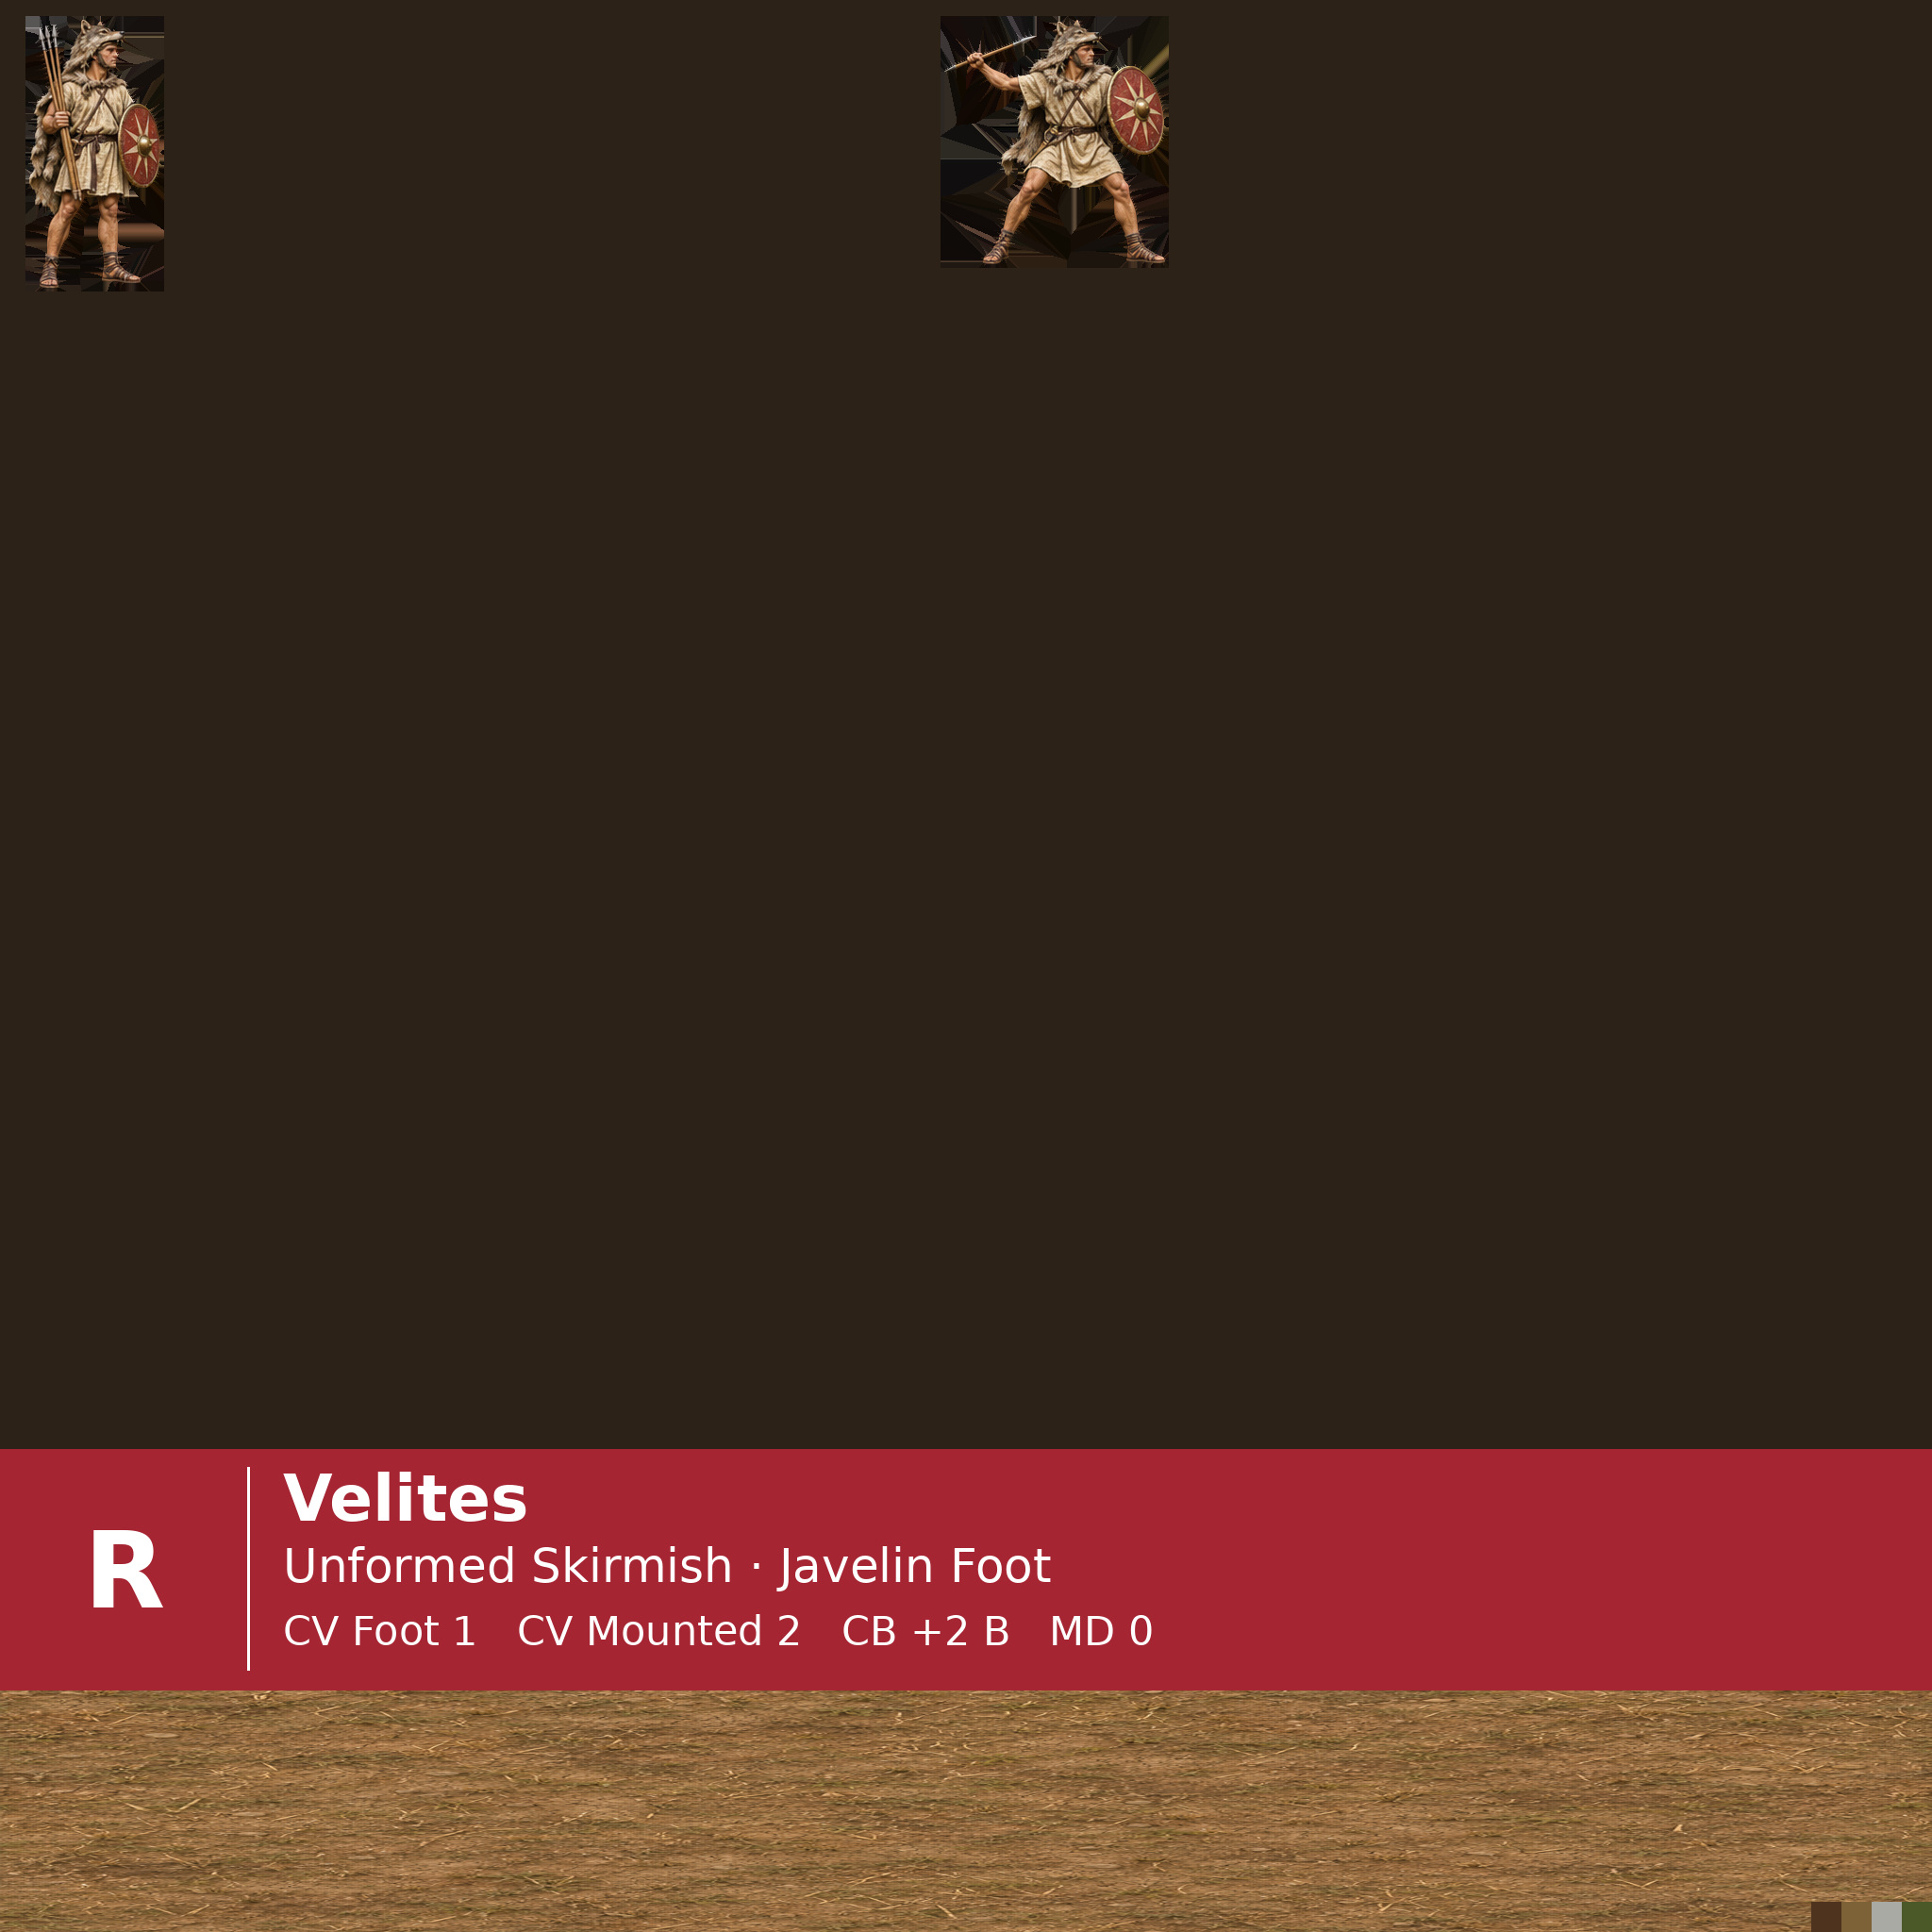 R
Velites
Unformed Skirmish · Javelin Foot
CV Foot 1 CV Mounted 2 CB +2 B MD 0